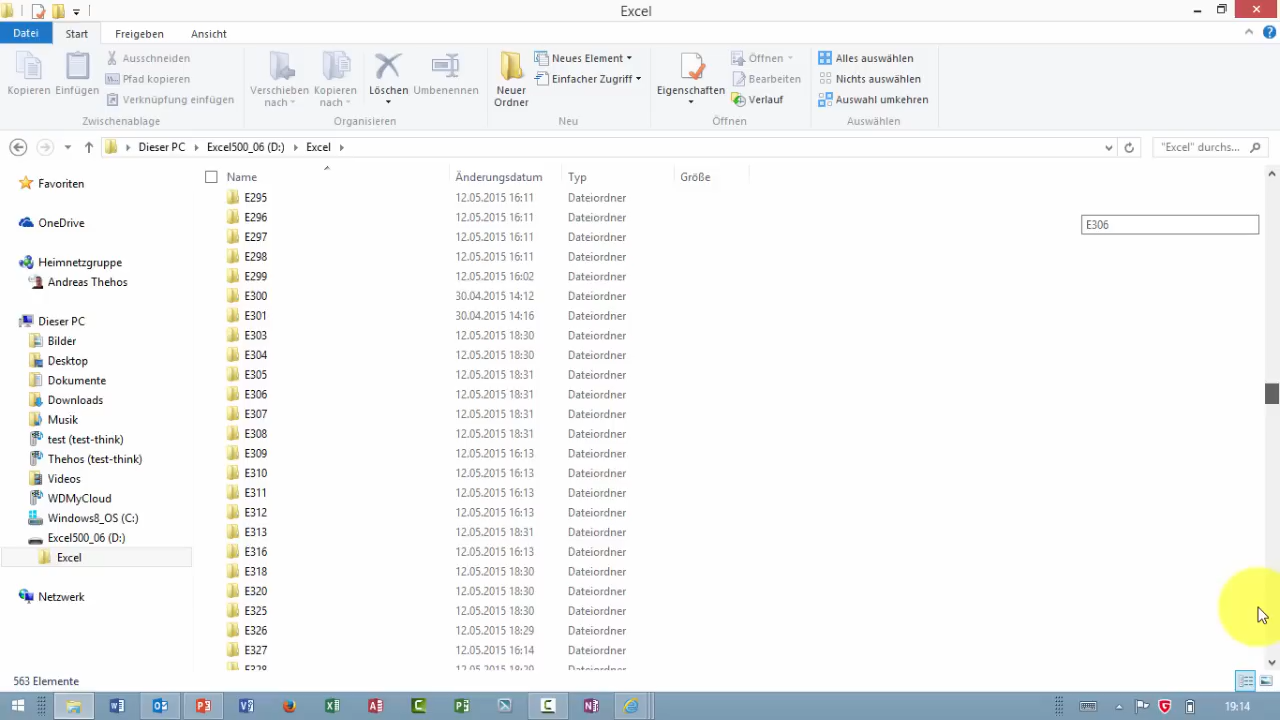 Excel
Datei Start Freigeben Ansicht
Kopieren Einfügen
Ausschneiden
Pfad kopieren
Verknüpfung einfügen
Zwischenablage
Verschieben nach
Kopieren nach
Löschen
Umbenennen
Organisieren
Neuer Ordner
Neues Element
Einfacher Zugriff
Neu
Eigenschaften
Öffnen
Bearbeiten
Verlauf
Öffnen
Alles auswählen
Nichts auswählen
Auswahl umkehren
Auswählen
Dieser PC Excel500_06 (D:) Excel
"Excel" durchs...
Favoriten
OneDrive
Heimnetzgruppe
Andreas Thehos
Dieser PC
Bilder
Desktop
Dokumente
Downloads
Musik
test (test-think)
Thehos (test-think)
Videos
WDMyCloud
Windows8_OS (C:)
Excel500_06 (D:)
Excel
Netzwerk
Name Änderungsdatum Typ Größe
E295 12.05.2015 16:11 Dateiordner
E296 12.05.2015 16:11 Dateiordner
E297 12.05.2015 16:11 Dateiordner
E298 12.05.2015 16:11 Dateiordner
E299 12.05.2015 16:02 Dateiordner
E300 30.04.2015 14:12 Dateiordner
E301 30.04.2015 14:16 Dateiordner
E303 12.05.2015 18:30 Dateiordner
E304 12.05.2015 18:30 Dateiordner
E305 12.05.2015 18:31 Dateiordner
E306 12.05.2015 18:31 Dateiordner
E307 12.05.2015 18:31 Dateiordner
E308 12.05.2015 18:31 Dateiordner
E309 12.05.2015 16:13 Dateiordner
E310 12.05.2015 16:13 Dateiordner
E311 12.05.2015 16:13 Dateiordner
E312 12.05.2015 16:13 Dateiordner
E313 12.05.2015 18:31 Dateiordner
E316 12.05.2015 16:13 Dateiordner
E318 12.05.2015 18:30 Dateiordner
E320 12.05.2015 18:30 Dateiordner
E325 12.05.2015 18:30 Dateiordner
E326 12.05.2015 18:29 Dateiordner
E327 12.05.2015 16:14 Dateiordner
E328 12.05.2015 18:29 Dateiordner
E306
563 Elemente
19:14